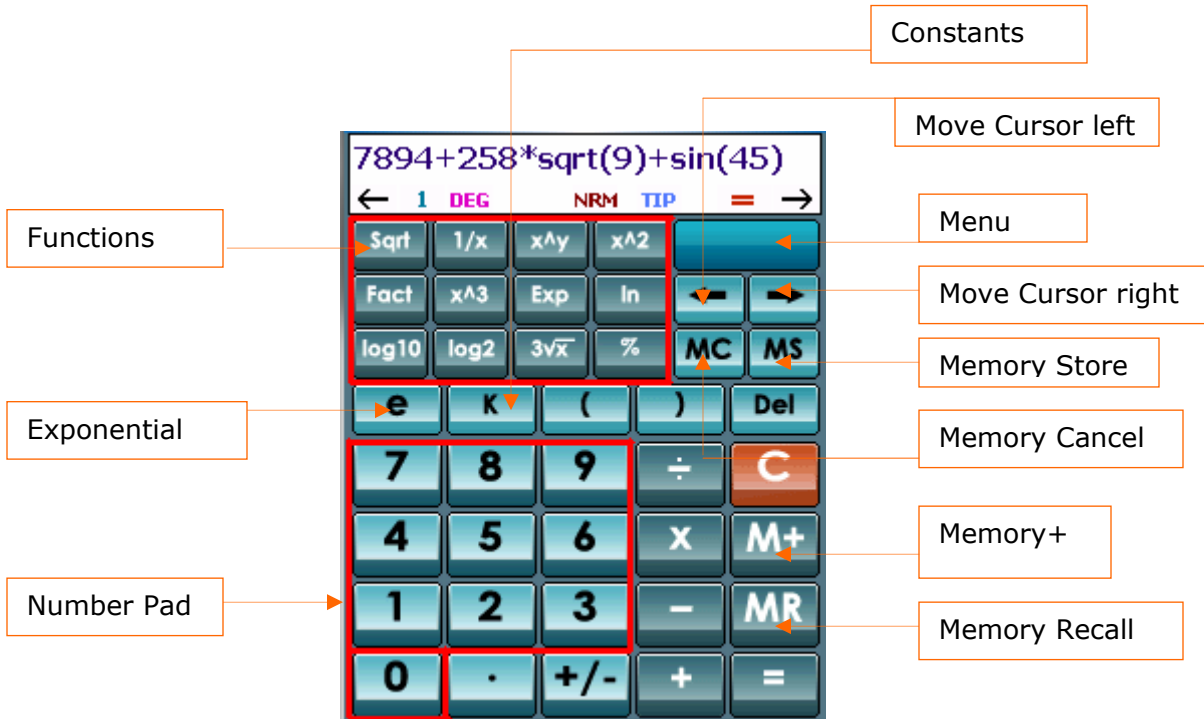 Constants
Move Cursor left
7894+258*sqrt(9)+sin(45)
← 1 DEG NRM TIP = →
Functions
Menu
Sqrt 1/x x^y x^2
Move Cursor right
Fact x^3 Exp ln
Memory Store
log10 log2 3√x % MC MS
Exponential
e K ( ) Del
Memory Cancel
7 8 9 ÷ C
Memory+
4 5 6 x M+
Number Pad
1 2 3 − MR
Memory Recall
0 . +/- + =